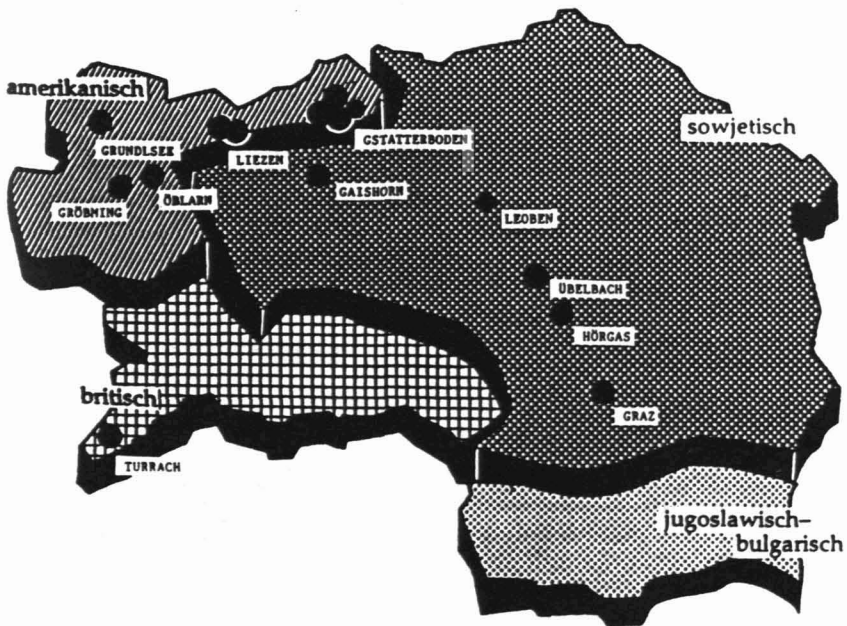 amerikanisch
sowjetisch
GRUNDLSEE
LIEZEN
GSTATTERBODEN
GRÖBMING
ÖBLARN
GAISHORN
LEOBEN
ÜBELBACH
HÖRGAS
britisch
GRAZ
TURRACH
jugoslawisch-
bulgarisch